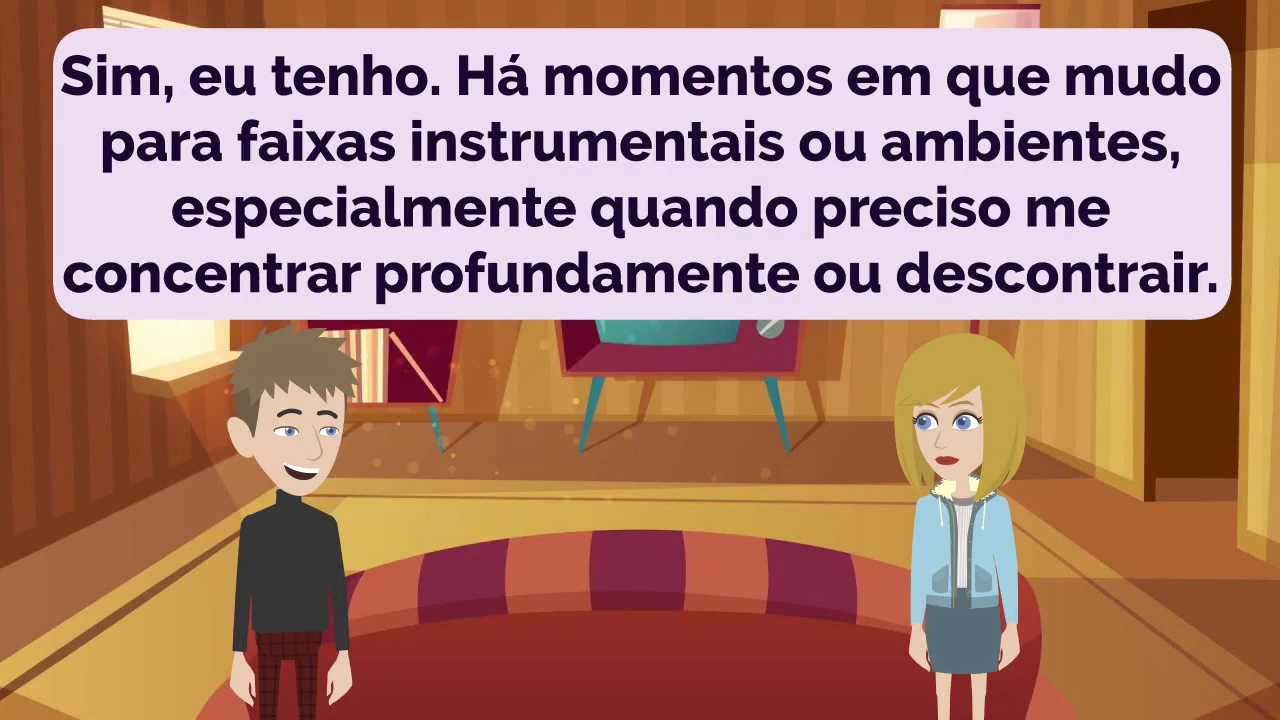 Sim, eu tenho. Há momentos em que mudo
para faixas instrumentais ou ambientes,
especialmente quando preciso me
concentrar profundamente ou descontrair.